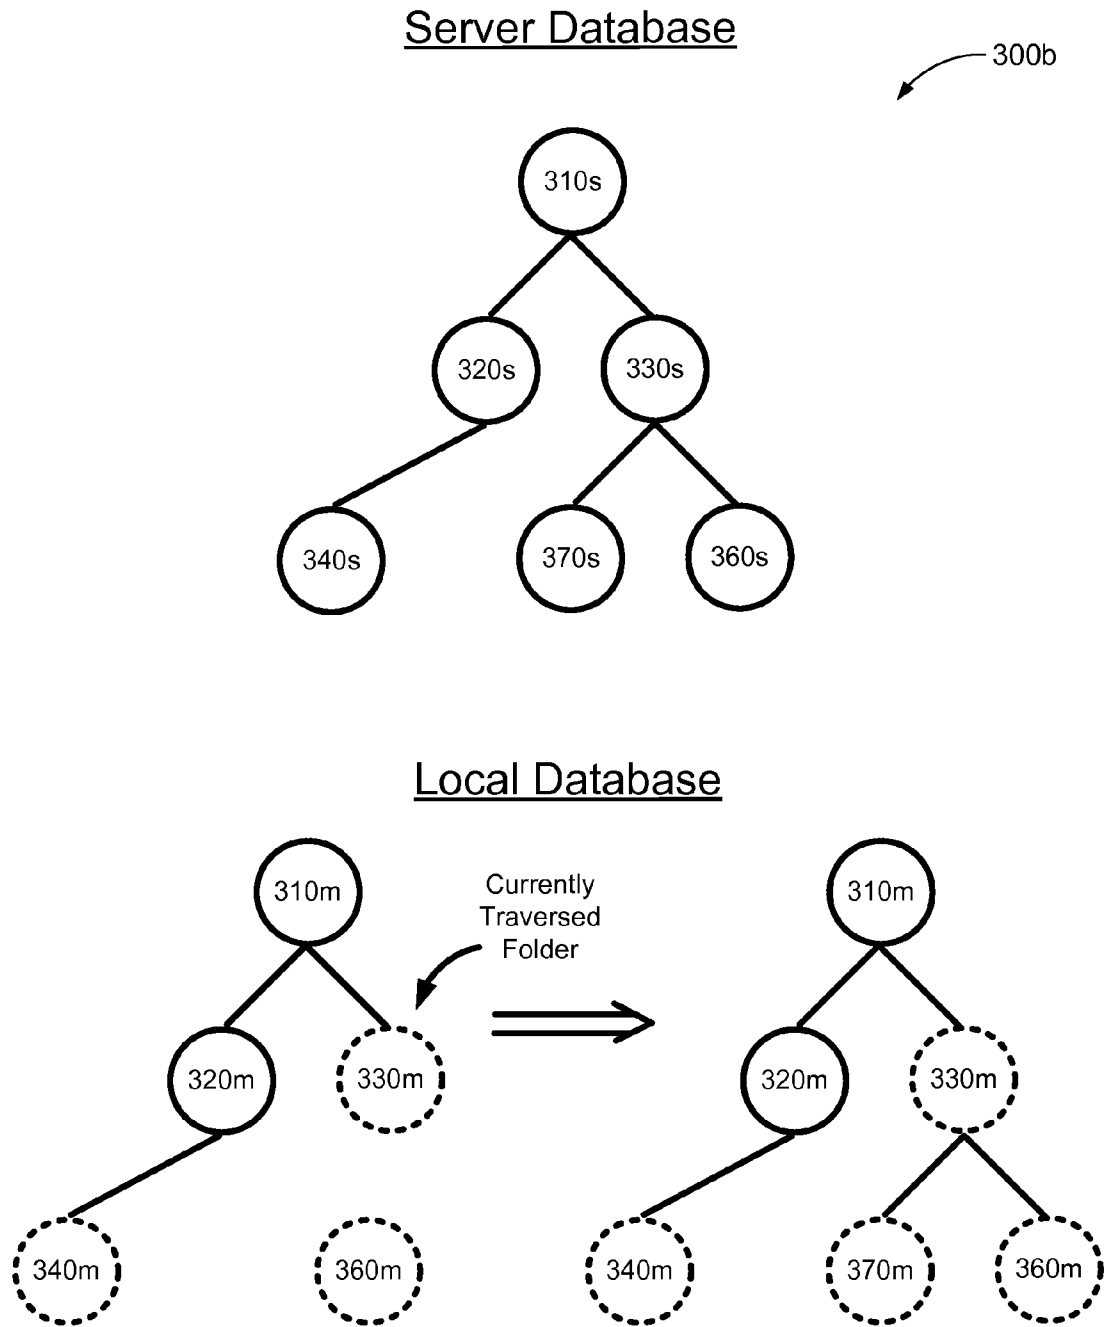 Server Database
300b
310s
320s
330s
340s
370s
360s
Local Database
310m
Currently
Traversed
Folder
310m
320m
330m
320m
330m
340m
360m
340m
370m
360m